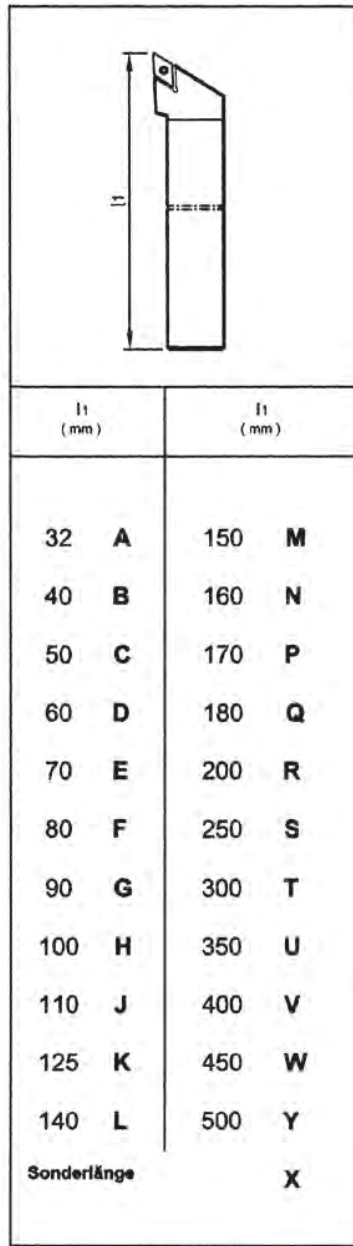 l1
l1 l1
( mm ) ( mm )
32 A 150 M
40 B 160 N
50 C 170 P
60 D 180 Q
70 E 200 R
80 F 250 S
90 G 300 T
100 H 350 U
110 J 400 V
125 K 450 W
140 L 500 Y
Sonderlänge X